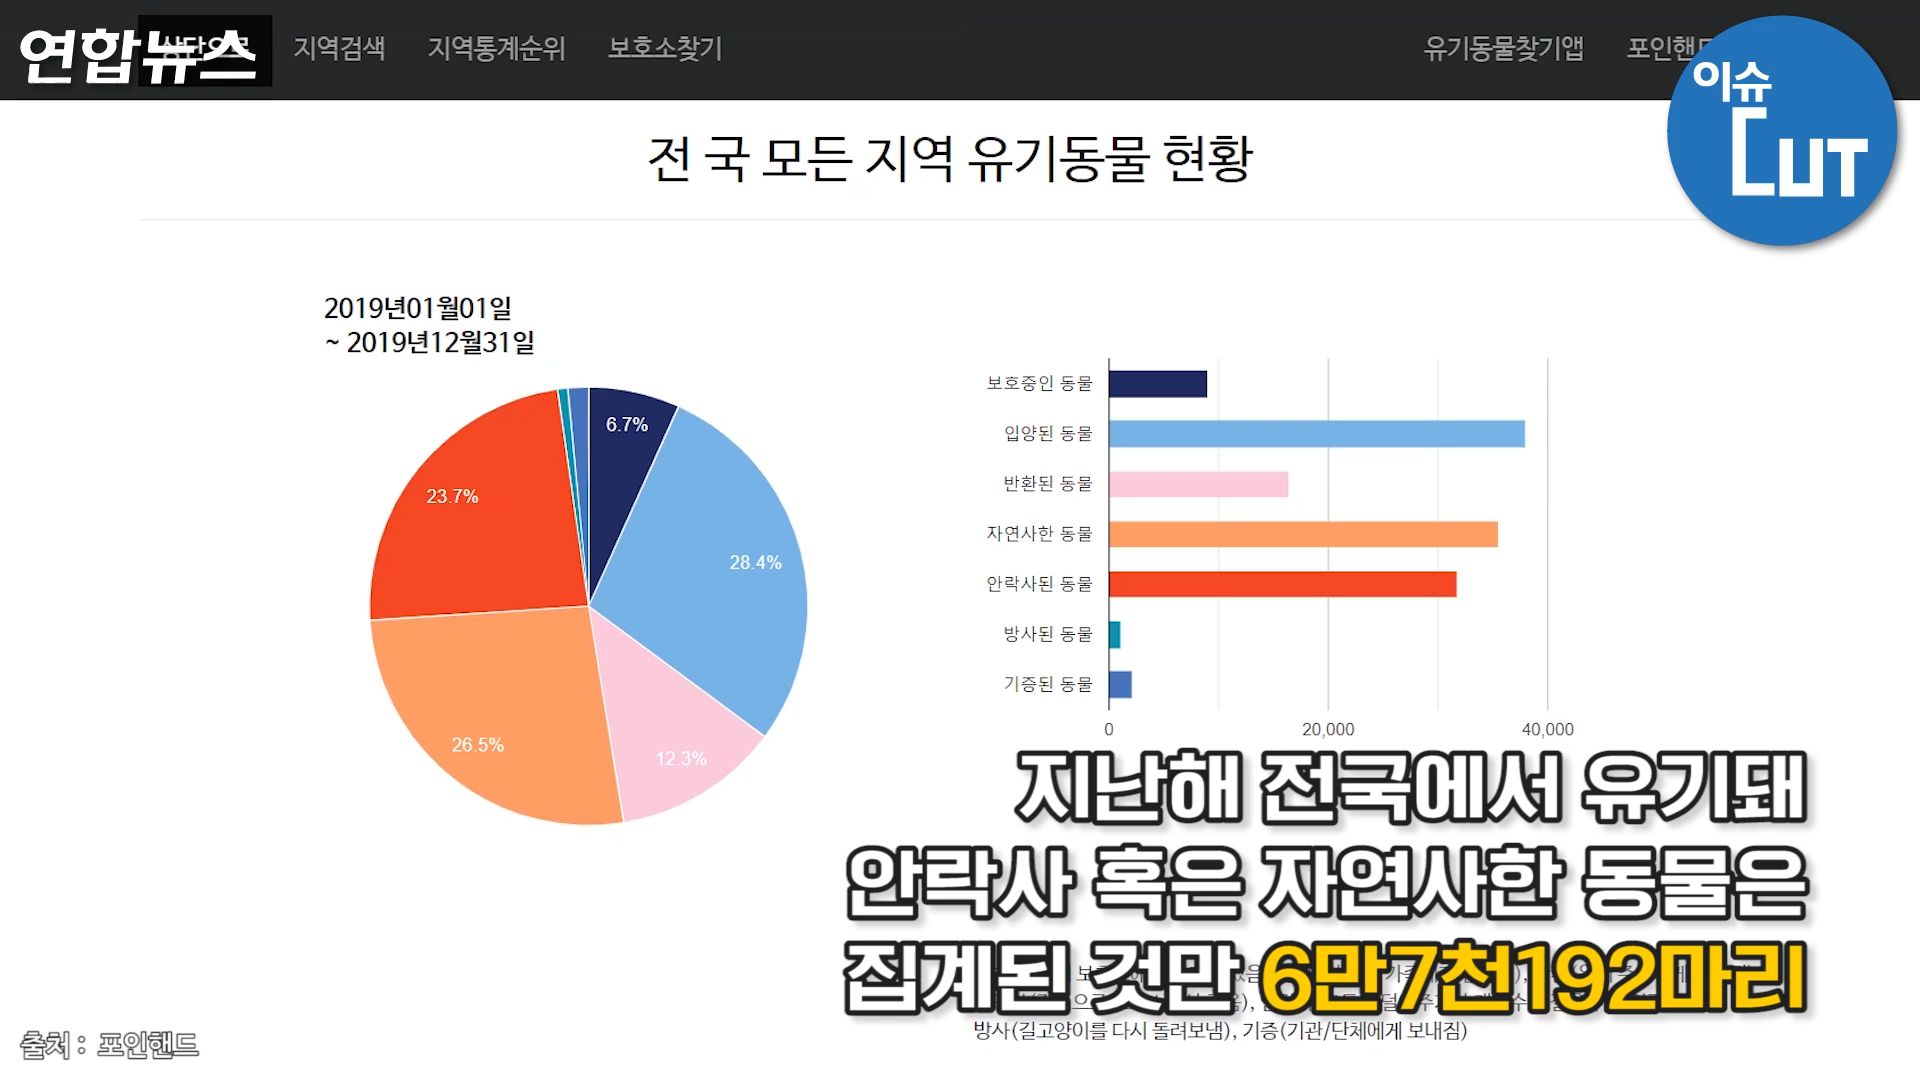 연합뉴스
지역검색
지역통계순위
보호소찾기
유기동물찾기앱
이슈
CUT
전 국 모든 지역 유기동물 현황
2019년01월01일
~ 2019년12월31일
6.7%
28.4%
12.3%
26.5%
23.7%
보호중인 동물
입양된 동물
반환된 동물
자연사한 동물
안락사된 동물
방사된 동물
기증된 동물
0
20,000
40,000
지난해 전국에서 유기돼
안락사 혹은 자연사한 동물은
집계된 것만 6만7천192마리
방사(길고양이를 다시 돌려보냄), 기증(기관/단체에게 보내짐)
출처 : 포인핸드